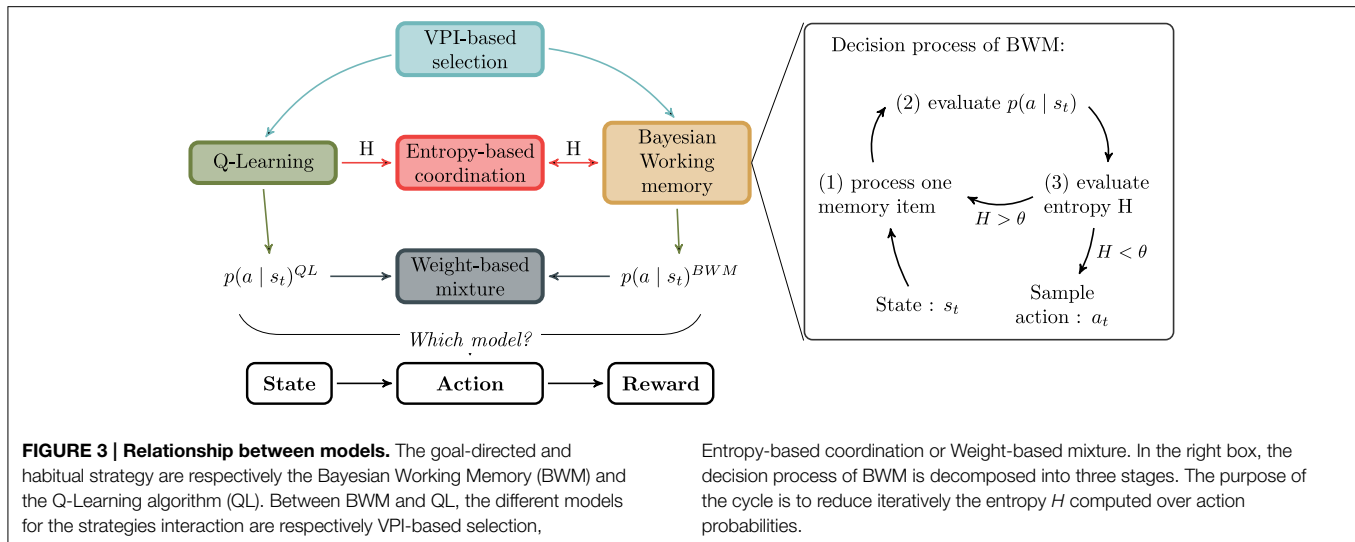 VPI-based
selection
Q-Learning
H
Entropy-based
coordination
H
Bayesian
Working
memory
p(a | s_t)^{QL}
Weight-based
mixture
p(a | s_t)^{BWM}
Which model?
State
Action
Reward
Decision process of BWM:
(2) evaluate p(a | s_t)
(1) process one
memory item
(3) evaluate
entropy H
H > θ
H < θ
State : s_t
Sample
action : a_t
FIGURE 3 | Relationship between models. The goal-directed and
habitual strategy are respectively the Bayesian Working Memory (BWM) and
the Q-Learning algorithm (QL). Between BWM and QL, the different models
for the strategies interaction are respectively VPI-based selection,
Entropy-based coordination or Weight-based mixture. In the right box, the
decision process of BWM is decomposed into three stages. The purpose of
the cycle is to reduce iteratively the entropy H computed over action
probabilities.